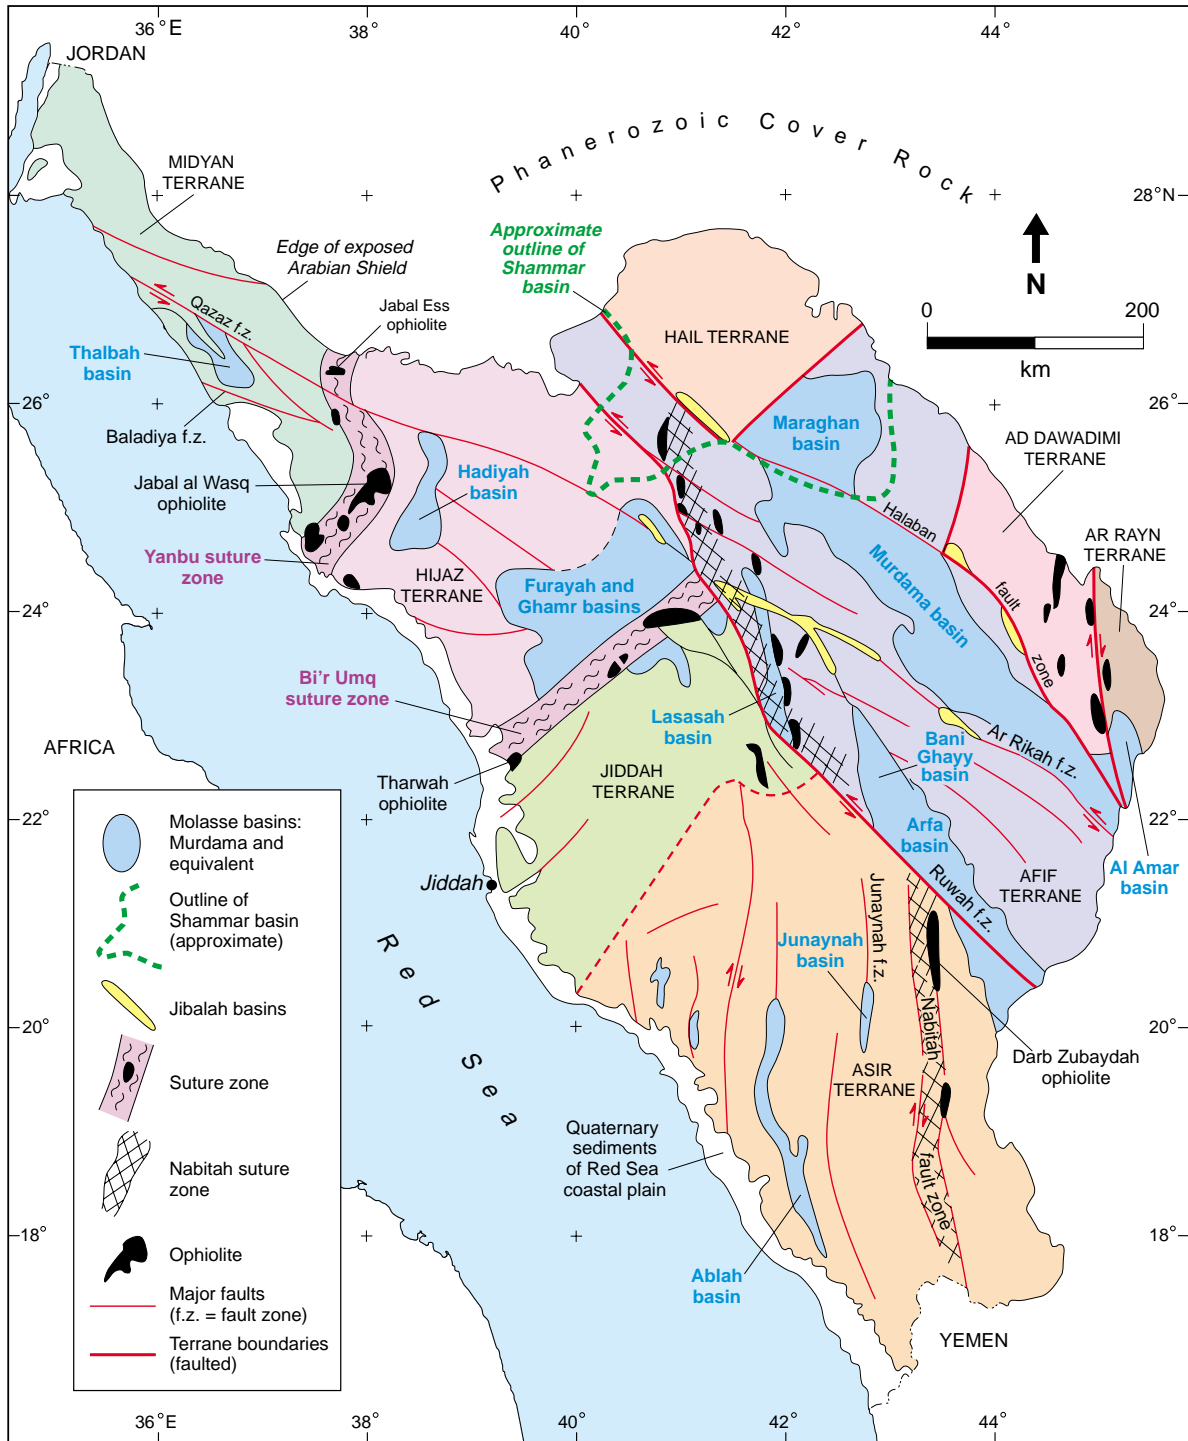 36°E
38°
40°
42°
44°
JORDAN
Phanerozoic Cover Rock
MIDYAN
TERRANE
28°N
Edge of exposed
Arabian Shield
Approximate
outline of
Shammar
basin
N
0
200
km
Jabal Ess
ophiolite
Qazaz f.z.
HAIL TERRANE
Thalbah
basin
26°
26°
Maraghan
basin
Baladiya f.z.
AD DAWADIMI
TERRANE
Hadiyah
basin
Jabal al Wasq
ophiolite
Halaban
fault
zone
AR RAYN
TERRANE
Yanbu suture
zone
HIJAZ
TERRANE
Furayah and
Ghamr basins
Murdama basin
24°
24°
Bi'r Umq
suture zone
Lasasah
basin
AFRICA
Bani
Ghayy
basin
Ar Rikah f.z.
Tharwah
ophiolite
JIDDAH
TERRANE
22°
22°
Arfa
basin
Al Amar
basin
AFIF
TERRANE
Ruwah f.z.
Jiddah
Junaynah f.z.
Junaynah
basin
Red Sea
Nabitah
fault zone
20°
20°
Darb Zubaydah
ophiolite
ASIR
TERRANE
Quaternary
sediments
of Red Sea
coastal plain
18°
18°
Ablah
basin
YEMEN
Molasse basins:
Murdama and
equivalent
Outline of
Shammar basin
(approximate)
Jibalah basins
Suture zone
Nabitah suture
zone
Ophiolite
Major faults
(f.z. = fault zone)
Terrane boundaries
(faulted)
36°E
38°
40°
42°
44°